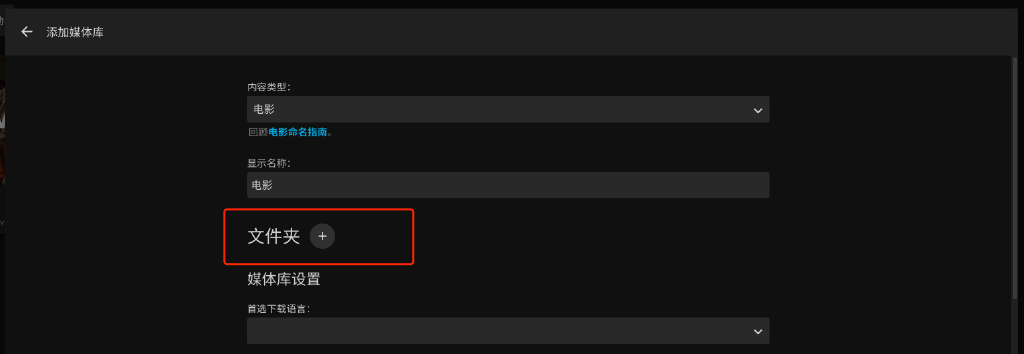 添加媒体库
内容类型:
电影
回顾电影命名指南。
显示名称:
电影
文件夹 +
媒体库设置
首选下载语言: